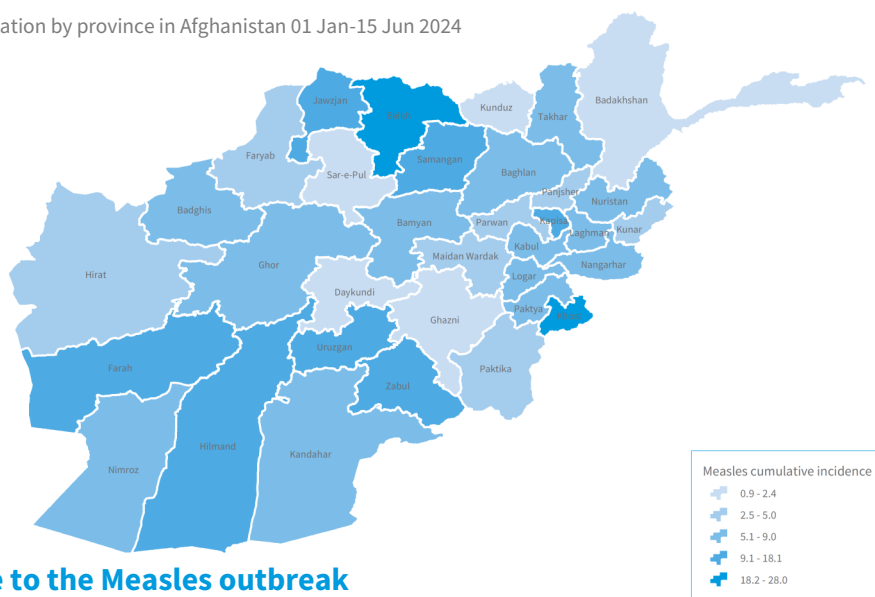 ation by province in Afghanistan 01 Jan-15 Jun 2024
Badakhshan
Jawzjan
Kunduz
Balkh
Takhar
Faryab
Samangan
Sar-e-Pul
Baghlan
Panjsher
Nuristan
Badghis
Bamyan
Parwan
Kapisa
Laghman
Kunar
Kabul
Maidan Wardak
Ghor
Nangarhar
Hirat
Logar
Daykundi
Paktya
Khost
Ghazni
Uruzgan
Farah
Paktika
Zabul
Hilmand
Kandahar
Nimroz
Measles cumulative incidence
0.9 - 2.4
2.5 - 5.0
5.1 - 9.0
9.1 - 18.1
18.2 - 28.0
e to the Measles outbreak